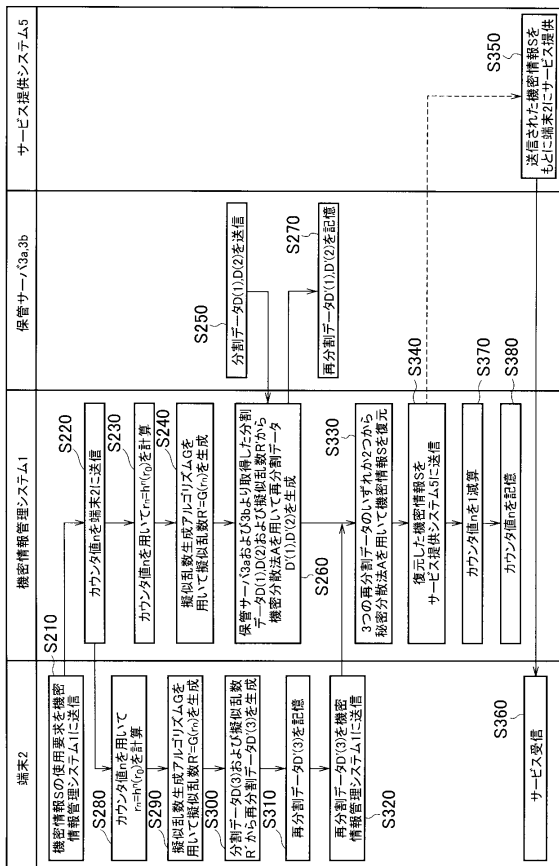 端末2
機密情報管理システム1
保管サーバ3a,3b
サービス提供システム5
S210
機密情報Sの使用要求を機密
情報管理システム1に送信
S220
カウンタ値nを端末2に送信
S230
カウンタ値nを用いてrn=hⁿ(r0)を計算
S240
擬似乱数生成アルゴリズムGを
用いて擬似乱数R'=G(rn)を生成
S250
分割データD(1),D(2)を送信
保管サーバ3aおよび3bより取得した分割
データD(1),D(2)および擬似乱数R'から
機密分散法Aを用いて再分割データ
D'(1),D'(2)を生成
S260
S270
再分割データD'(1),D'(2)を記憶
S280
カウンタ値nを用いて
rn=hⁿ(r0)を計算
S290
擬似乱数生成アルゴリズムGを
用いて擬似乱数R'=G(rn)を生成
S300
分割データD(3)および擬似乱数
R'から再分割データD'(3)を生成
S310
再分割データD'(3)を記憶
S320
再分割データD'(3)を機密
情報管理システム1に送信
S330
3つの再分割データのいずれか2つから
秘密分散法Aを用いて機密情報Sを復元
S340
復元した機密情報Sを
サービス提供システム5に送信
S350
送信された機密情報Sを
もとに端末2にサービス提供
S360
サービス受信
S370
カウンタ値nを1減算
S380
カウンタ値nを記憶